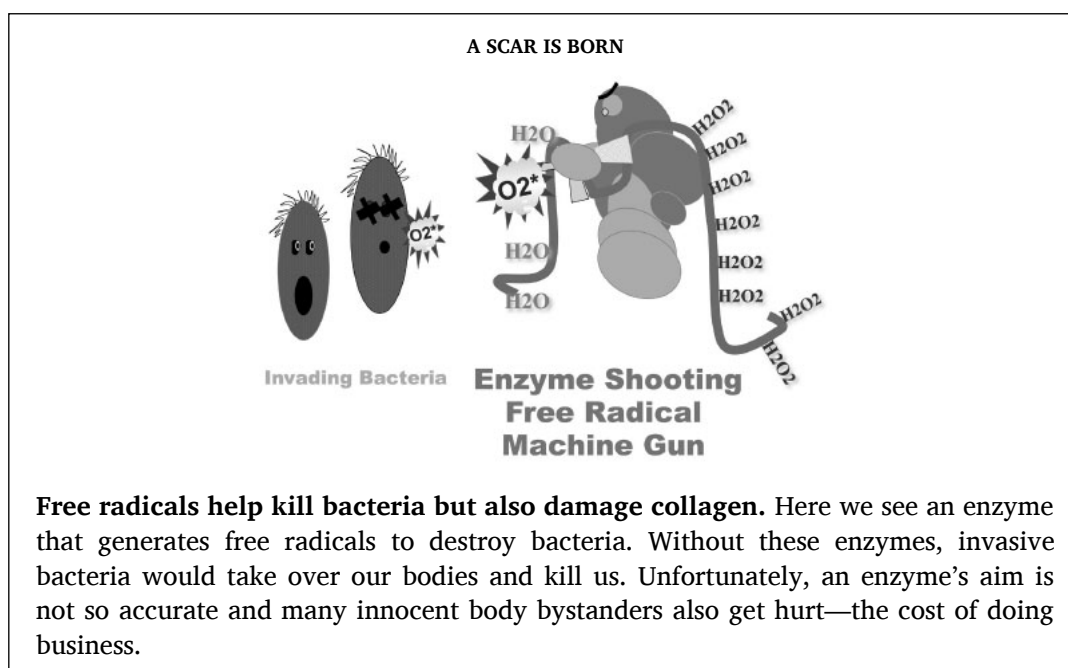 A SCAR IS BORN
H2O
O2*
O2*
H2O
H2O
H2O2
H2O2
H2O2
H2O2
H2O2
H2O2
H2O2
H2O2
Invading Bacteria
Enzyme Shooting
Free Radical
Machine Gun
Free radicals help kill bacteria but also damage collagen. Here we see an enzyme
that generates free radicals to destroy bacteria. Without these enzymes, invasive
bacteria would take over our bodies and kill us. Unfortunately, an enzyme’s aim is
not so accurate and many innocent body bystanders also get hurt—the cost of doing
business.